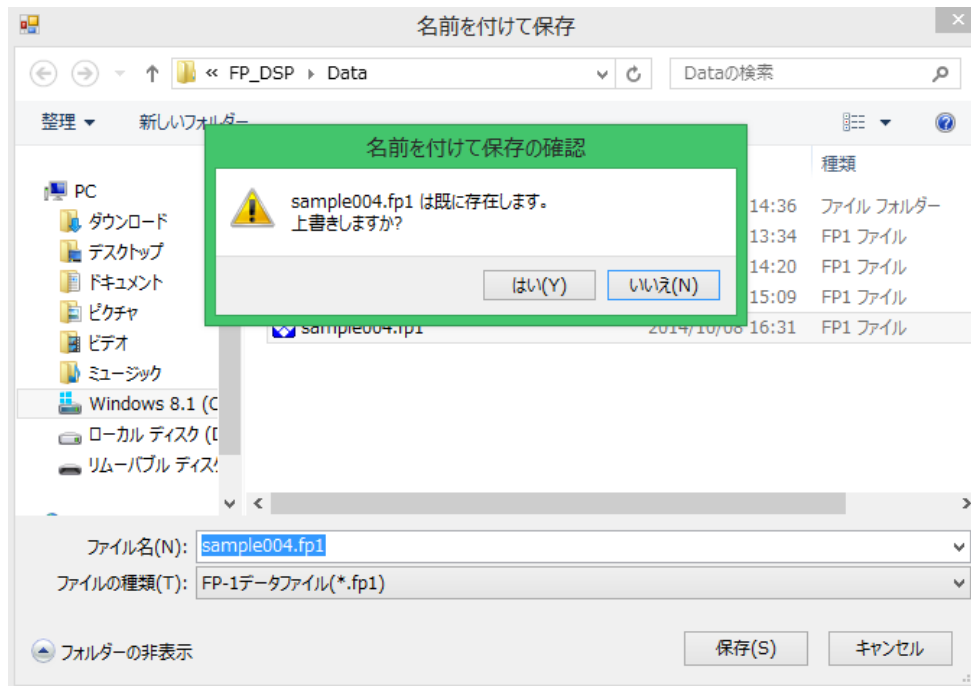 名前を付けて保存
« FP_DSP ▸ Data
Dataの検索
整理 新しいフォルダー
名前を付けて保存の確認
sample004.fp1 は既に存在します。
上書きしますか?
はい(Y) いいえ(N)
種類
14:36 ファイル フォルダー
13:34 FP1 ファイル
14:20 FP1 ファイル
15:09 FP1 ファイル
sample004.fp1 2014/10/08 16:31 FP1 ファイル
PC
ダウンロード
デスクトップ
ドキュメント
ピクチャ
ビデオ
ミュージック
Windows 8.1 (C
ローカル ディスク (D
リムーバブル ディスク
ファイル名(N): sample004.fp1
ファイルの種類(T): FP-1データファイル(*.fp1)
フォルダーの非表示
保存(S) キャンセル